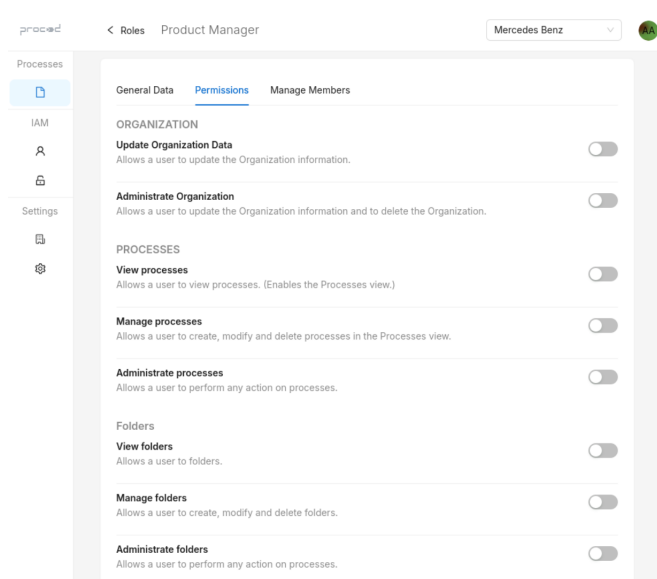 proceed
Roles
Product Manager
Mercedes Benz
AA
Processes
IAM
Settings
General Data
Permissions
Manage Members
ORGANIZATION
Update Organization Data
Allows a user to update the Organization information.
Administrate Organization
Allows a user to update the Organization information and to delete the Organization.
PROCESSES
View processes
Allows a user to view processes. (Enables the Processes view.)
Manage processes
Allows a user to create, modify and delete processes in the Processes view.
Administrate processes
Allows a user to perform any action on processes.
Folders
View folders
Allows a user to folders.
Manage folders
Allows a user to create, modify and delete folders.
Administrate folders
Allows a user to perform any action on processes.